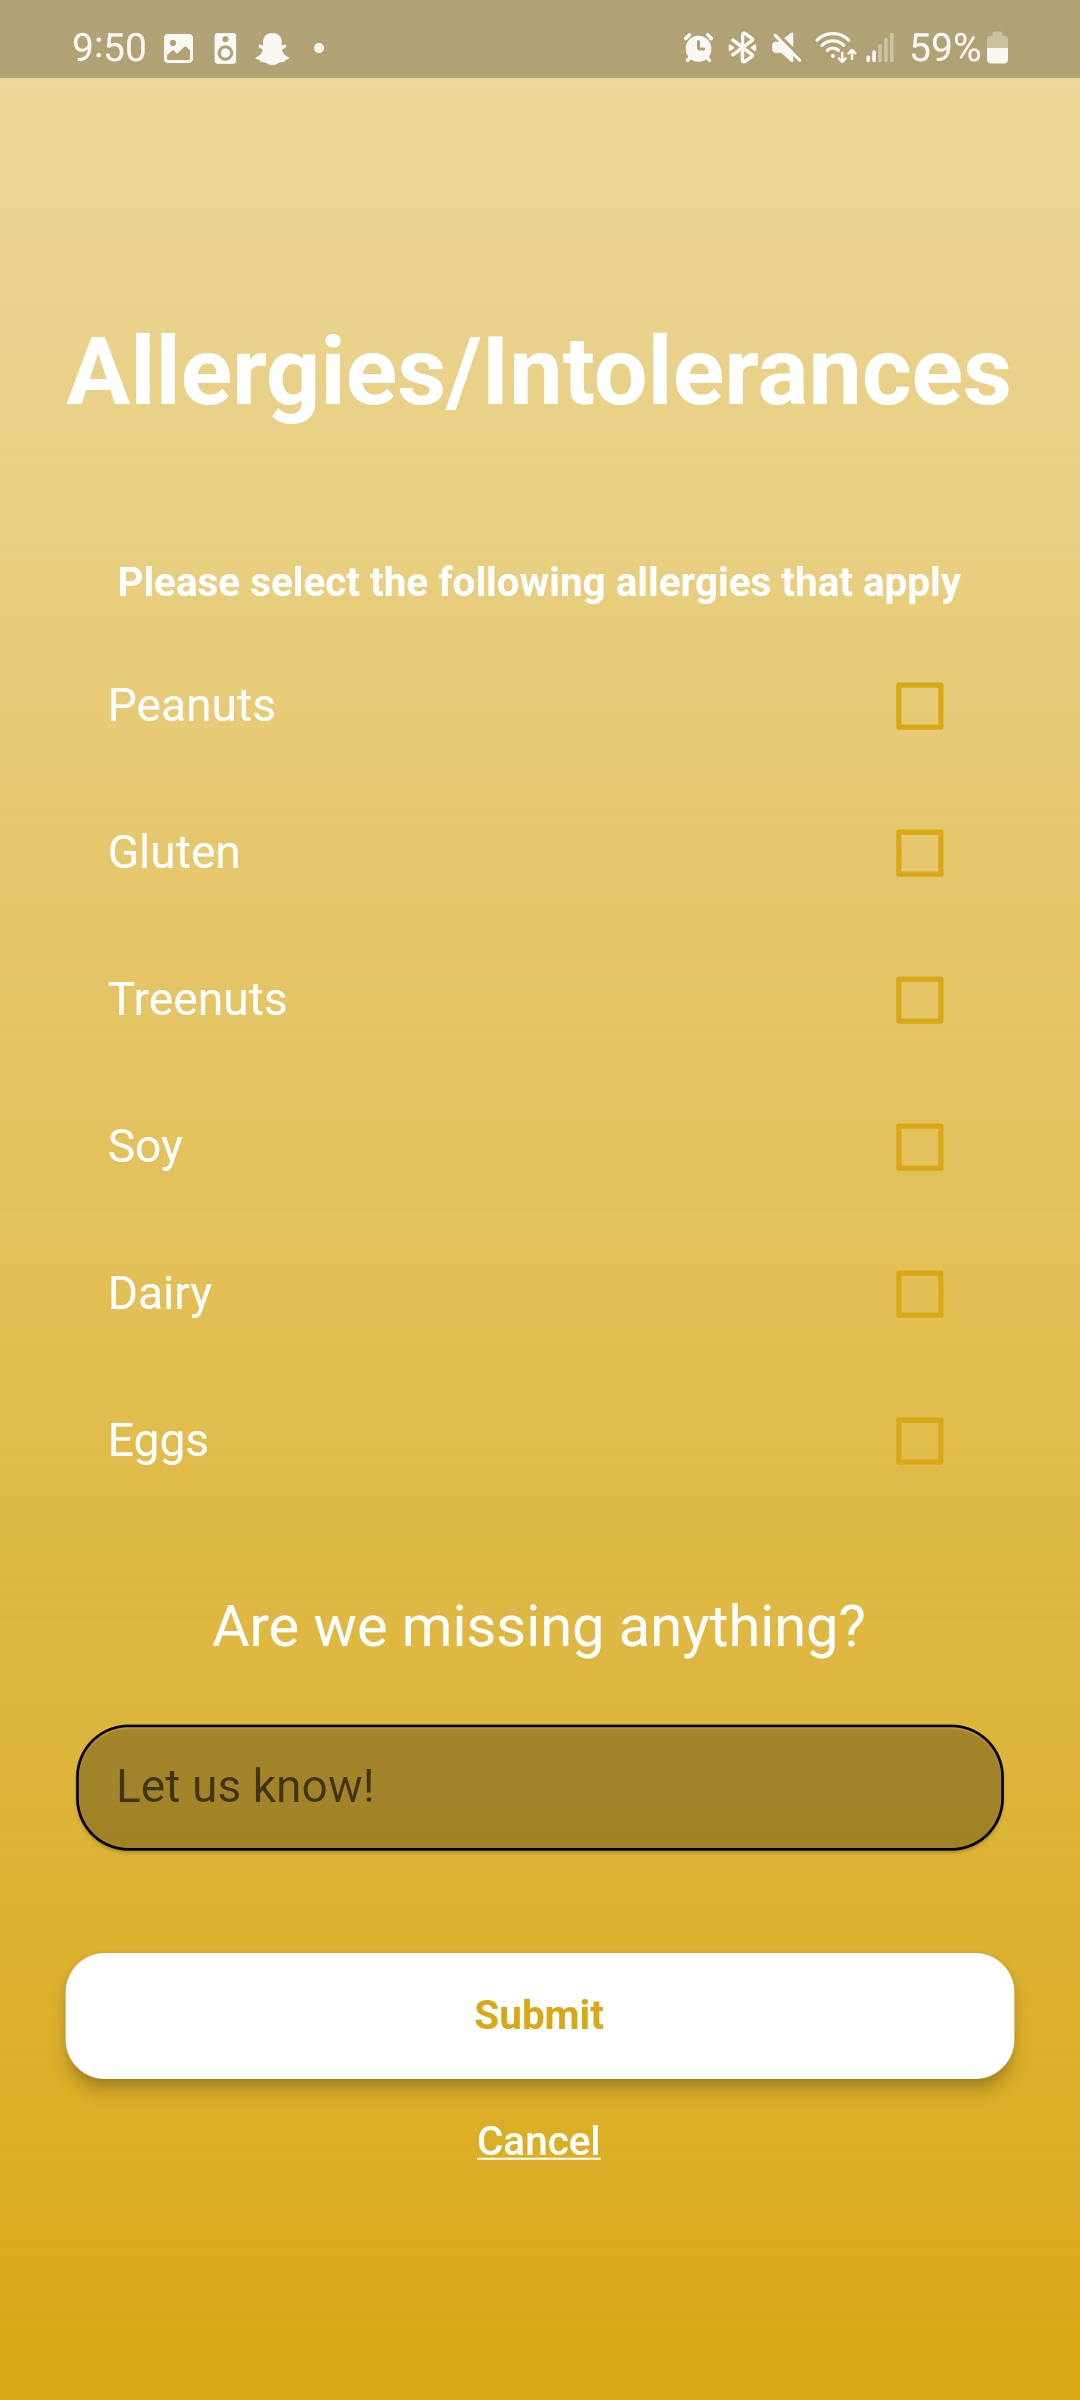 9:50 59%
Allergies/Intolerances
Please select the following allergies that apply
Peanuts
Gluten
Treenuts
Soy
Dairy
Eggs
Are we missing anything?
Let us know!
Submit
Cancel